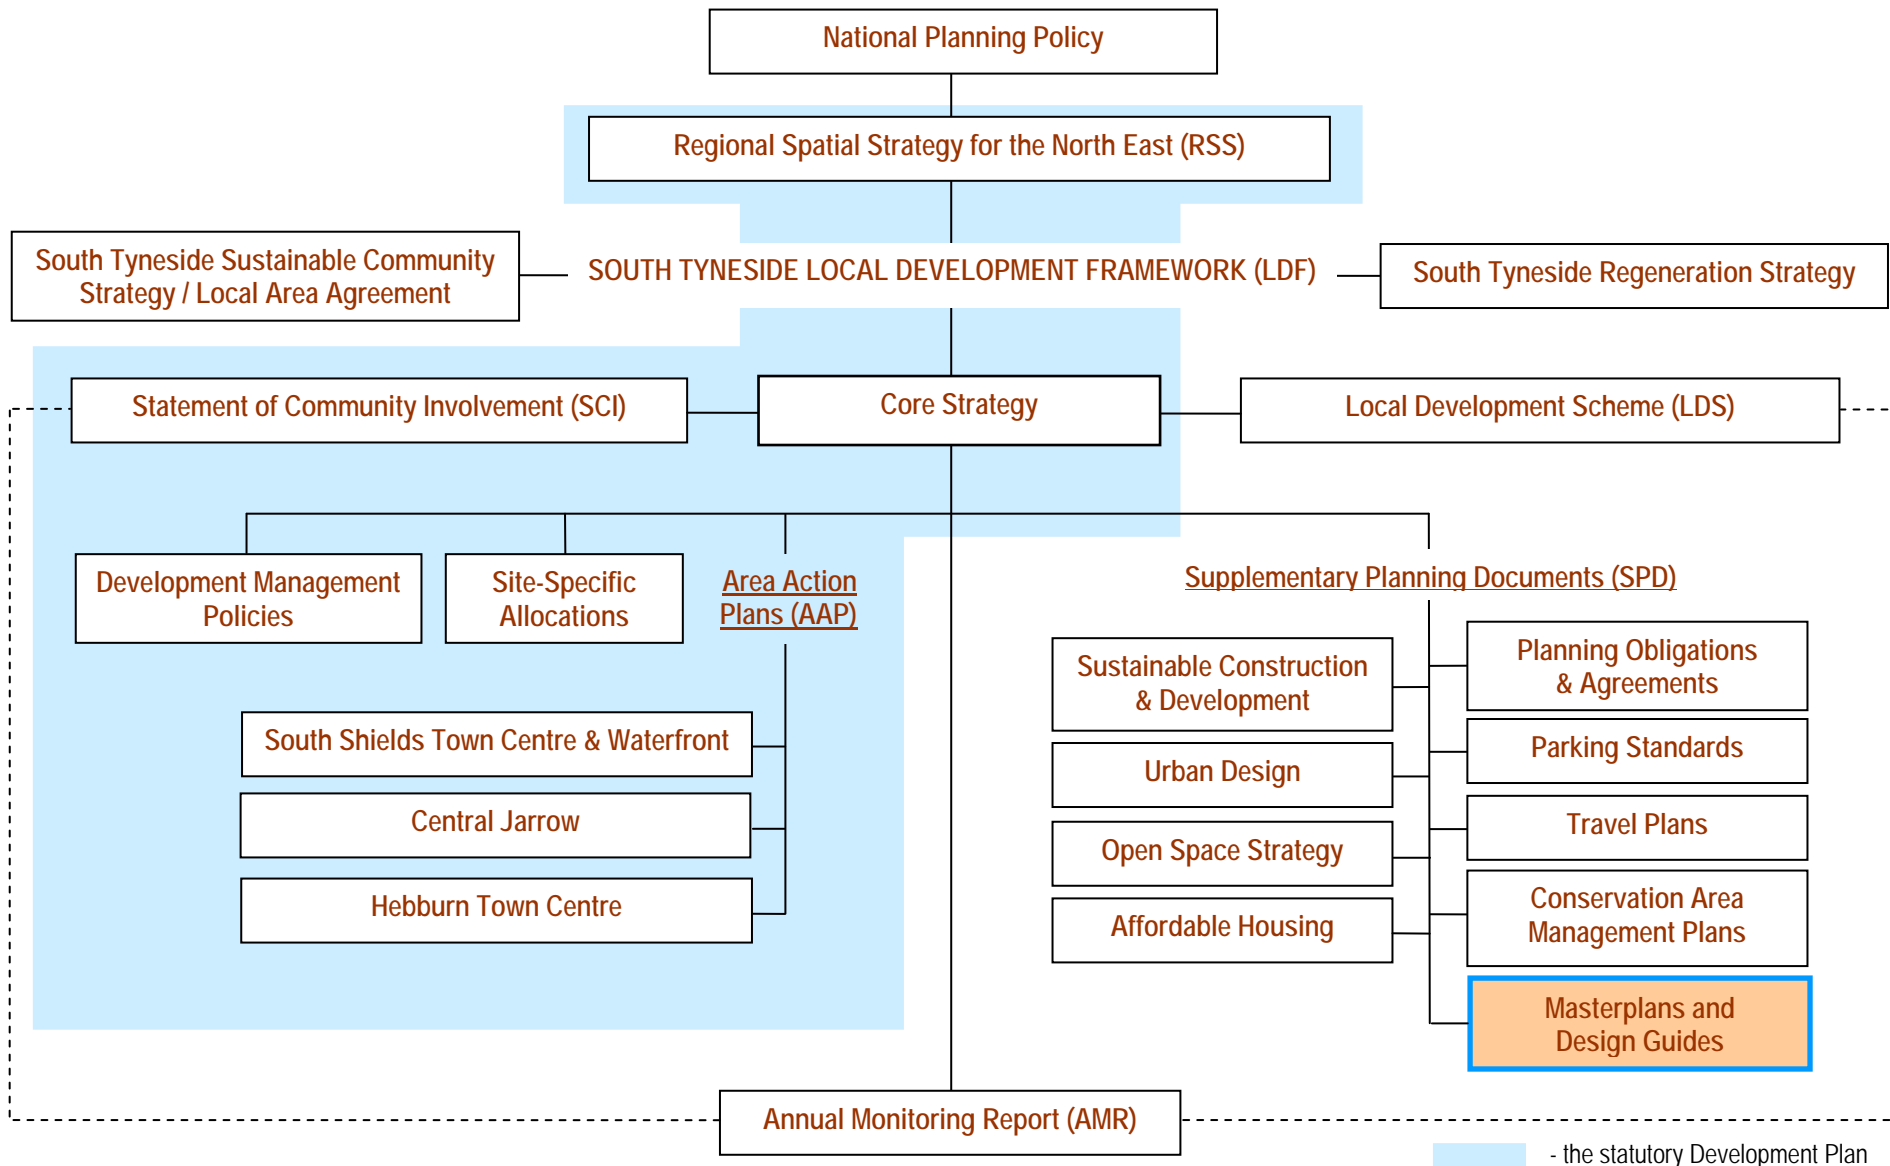 National Planning Policy
Regional Spatial Strategy for the North East (RSS)
South Tyneside Sustainable Community
Strategy / Local Area Agreement
SOUTH TYNESIDE LOCAL DEVELOPMENT FRAMEWORK (LDF)
South Tyneside Regeneration Strategy
Statement of Community Involvement (SCI)
Core Strategy
Local Development Scheme (LDS)
Development Management
Policies
Site-Specific
Allocations
Area Action
Plans (AAP)
South Shields Town Centre & Waterfront
Central Jarrow
Hebburn Town Centre
Supplementary Planning Documents (SPD)
Sustainable Construction
& Development
Urban Design
Open Space Strategy
Affordable Housing
Planning Obligations
& Agreements
Parking Standards
Travel Plans
Conservation Area
Management Plans
Masterplans and
Design Guides
Annual Monitoring Report (AMR)
- the statutory Development Plan